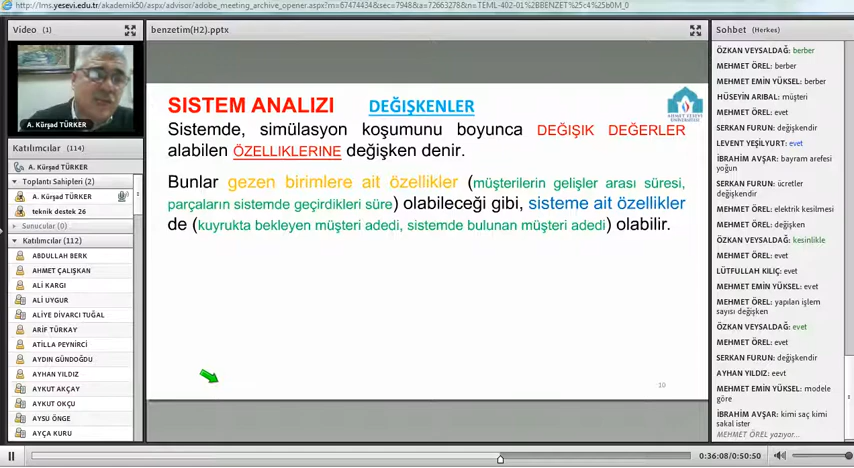 http://lms.yesevi.edu.tr/akademik50/aspx/advisor/adobe_meeting_archive_opener.aspx?m=67474434&sec=7948&ia=72663278&n=TEML-402-01%2BBENZET%25c4%25b0M_0
Video (1)
A. Kürşad TÜRKER
Katılımcılar (114)
A. Kürşad TÜRKER
Toplantı Sahipleri (2)
A. Kürşad TÜRKER
teknik destek 26
Sunucular (0)
Katılımcılar (112)
ABDULLAH BERK
AHMET ÇALIŞKAN
ALİ KARGI
ALİ UYGUR
ALİYE DİVARCI TUĞAL
ARİF TÜRKAY
ATİLLA PEYNİRCİ
AYDIN GÜNDOĞDU
AYHAN YILDIZ
AYKUT AKÇAY
AYKUT OKÇU
AYSU ÖNGE
AYÇA KURU
benzetim(H2).pptx
SISTEM ANALIZI DEĞIŞKENLER
AHMET YESEVİ
ÜNİVERSİTESİ
Sistemde, simülasyon koşumunu boyunca DEĞIŞIK DEĞERLER
alabilen ÖZELLIKLERINE değişken denir.
Bunlar gezen birimlere ait özellikler (müşterilerin gelişler arası süresi,
parçaların sistemde geçirdikleri süre) olabileceği gibi, sisteme ait özellikler
de (kuyrukta bekleyen müşteri adedi, sistemde bulunan müşteri adedi) olabilir.
10
Sohbet (Herkes)
ÖZKAN VEYSALDAĞ: berber
MEHMET ÖREL: berber
MEHMET EMİN YÜKSEL: berber
HÜSEYİN ARIBAL: müşteri
MEHMET ÖREL: evet
SERKAN FURUN: değişkendir
LEVENT YEŞİLYURT: evet
İBRAHİM AVŞAR: bayram arefesi
yoğun
SERKAN FURUN: ücretler
değişkendir
MEHMET ÖREL: elektrik kesilmesi
MEHMET ÖREL: değişken
ÖZKAN VEYSALDAĞ: kesinlikle
MEHMET ÖREL: evet
LÜTFULLAH KILIÇ: evet
MEHMET EMİN YÜKSEL: evet
MEHMET ÖREL: yapılan işlem
sayısı değişken
ÖZKAN VEYSALDAĞ: evet
MEHMET ÖREL: evet
SERKAN FURUN: değişkendir
AYHAN YILDIZ: eevt
MEHMET EMİN YÜKSEL: modele
göre
İBRAHİM AVŞAR: kimi saç kimi
sakal ister
MEHMET ÖREL yazıyor...
0:36:08/0:50:50